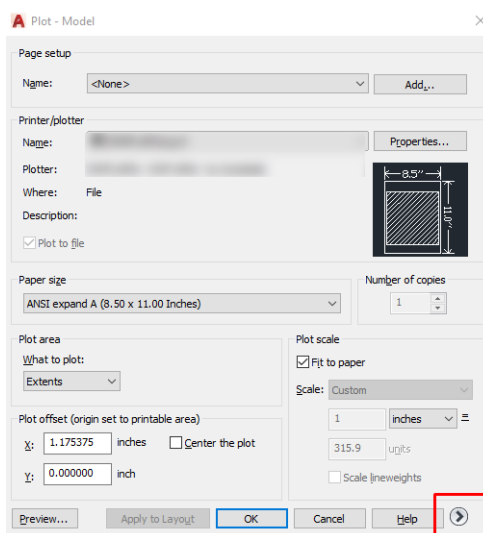 Plot - Model
Page setup
Name: <None> Add...
Printer/plotter
Name: Properties...
Plotter:
Where: File
Description:
Plot to file
8.5"
11.0"
Paper size
ANSI expand A (8.50 x 11.00 Inches)
Number of copies
1
Plot area
What to plot:
Extents
Plot scale
Fit to paper
Scale: Custom
1 inches =
315.9 units
Scale lineweights
Plot offset (origin set to printable area)
X: 1.175375 inches Center the plot
Y: 0.000000 inch
Preview... Apply to Layout OK Cancel Help